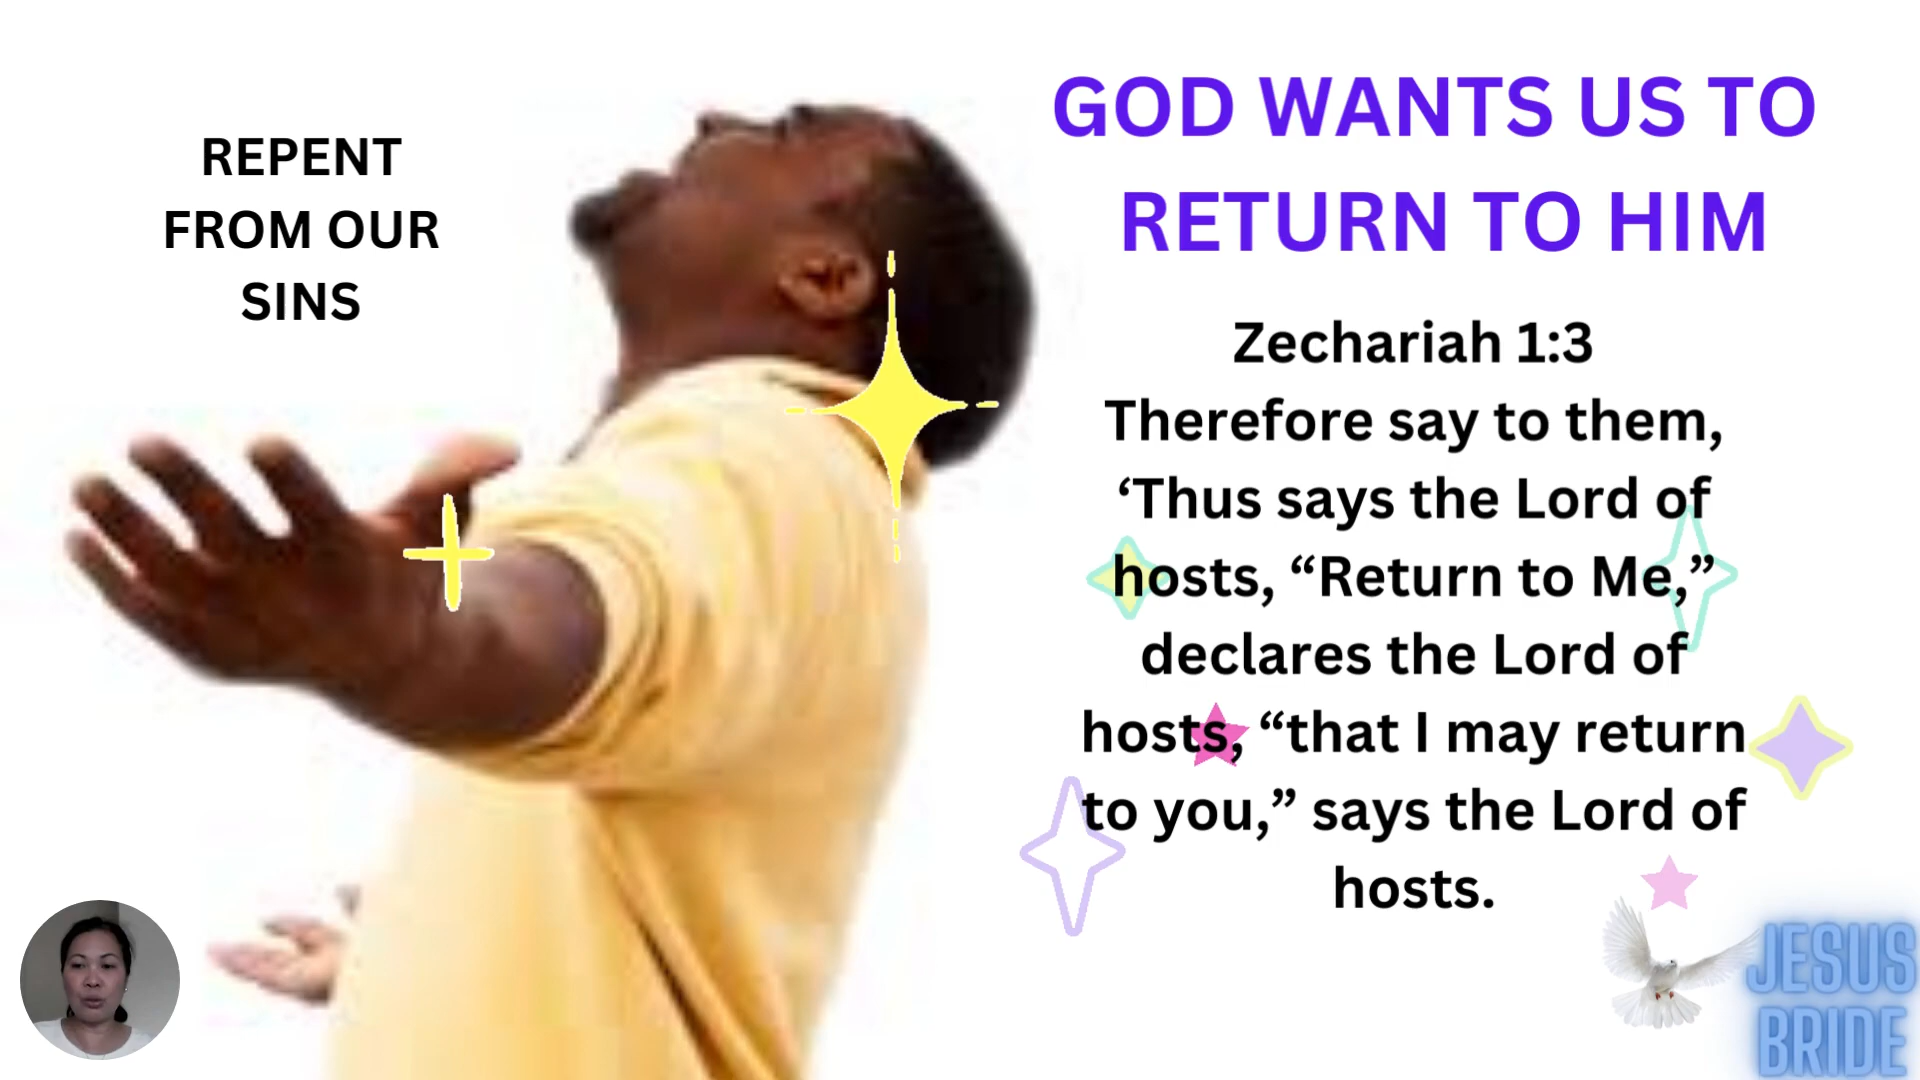 REPENT
FROM OUR
SINS
GOD WANTS US TO
RETURN TO HIM
Zechariah 1:3
Therefore say to them,
‘Thus says the Lord of
hosts, “Return to Me,”
declares the Lord of
hosts, “that I may return
to you,” says the Lord of
hosts.
JESUS
BRIDE